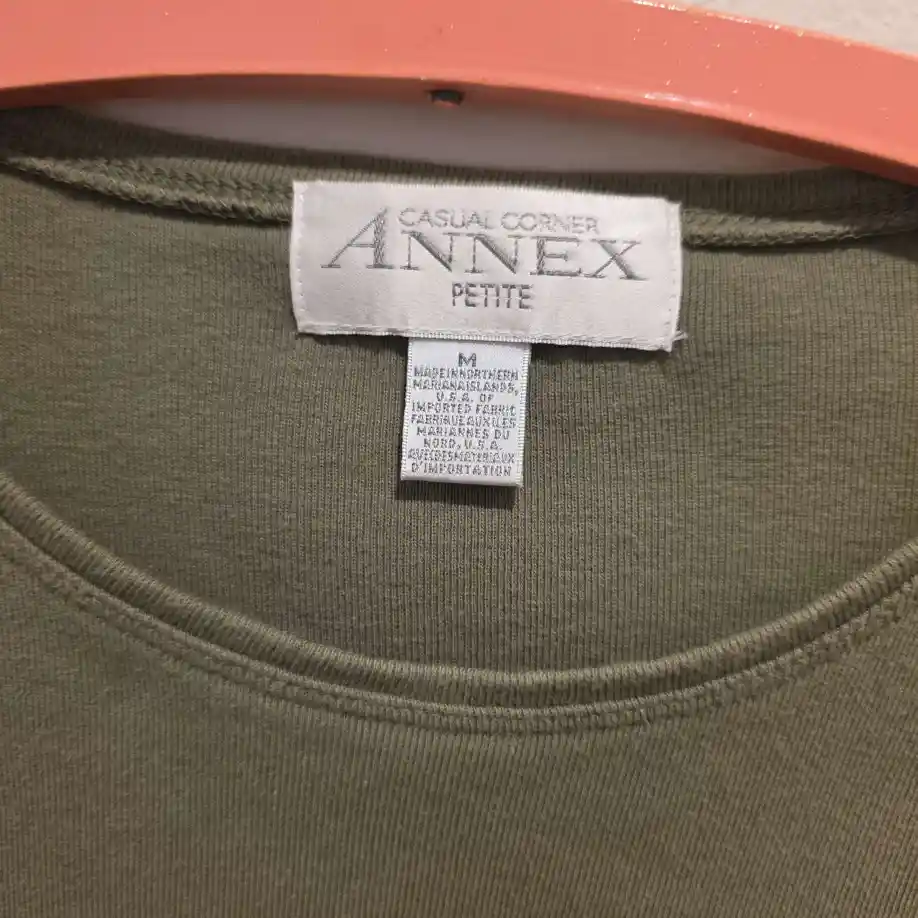 CASUAL CORNER
ANNEX
PETITE
M
MADE IN NORTHERN
MARIANA ISLANDS,
U.S.A. OF
IMPORTED FABRIC
FABRIQUE AUX ILES
MARIANNES DU
NORD, U.S.A.
AVEC DES MATERIAUX
D'IMPORTATION